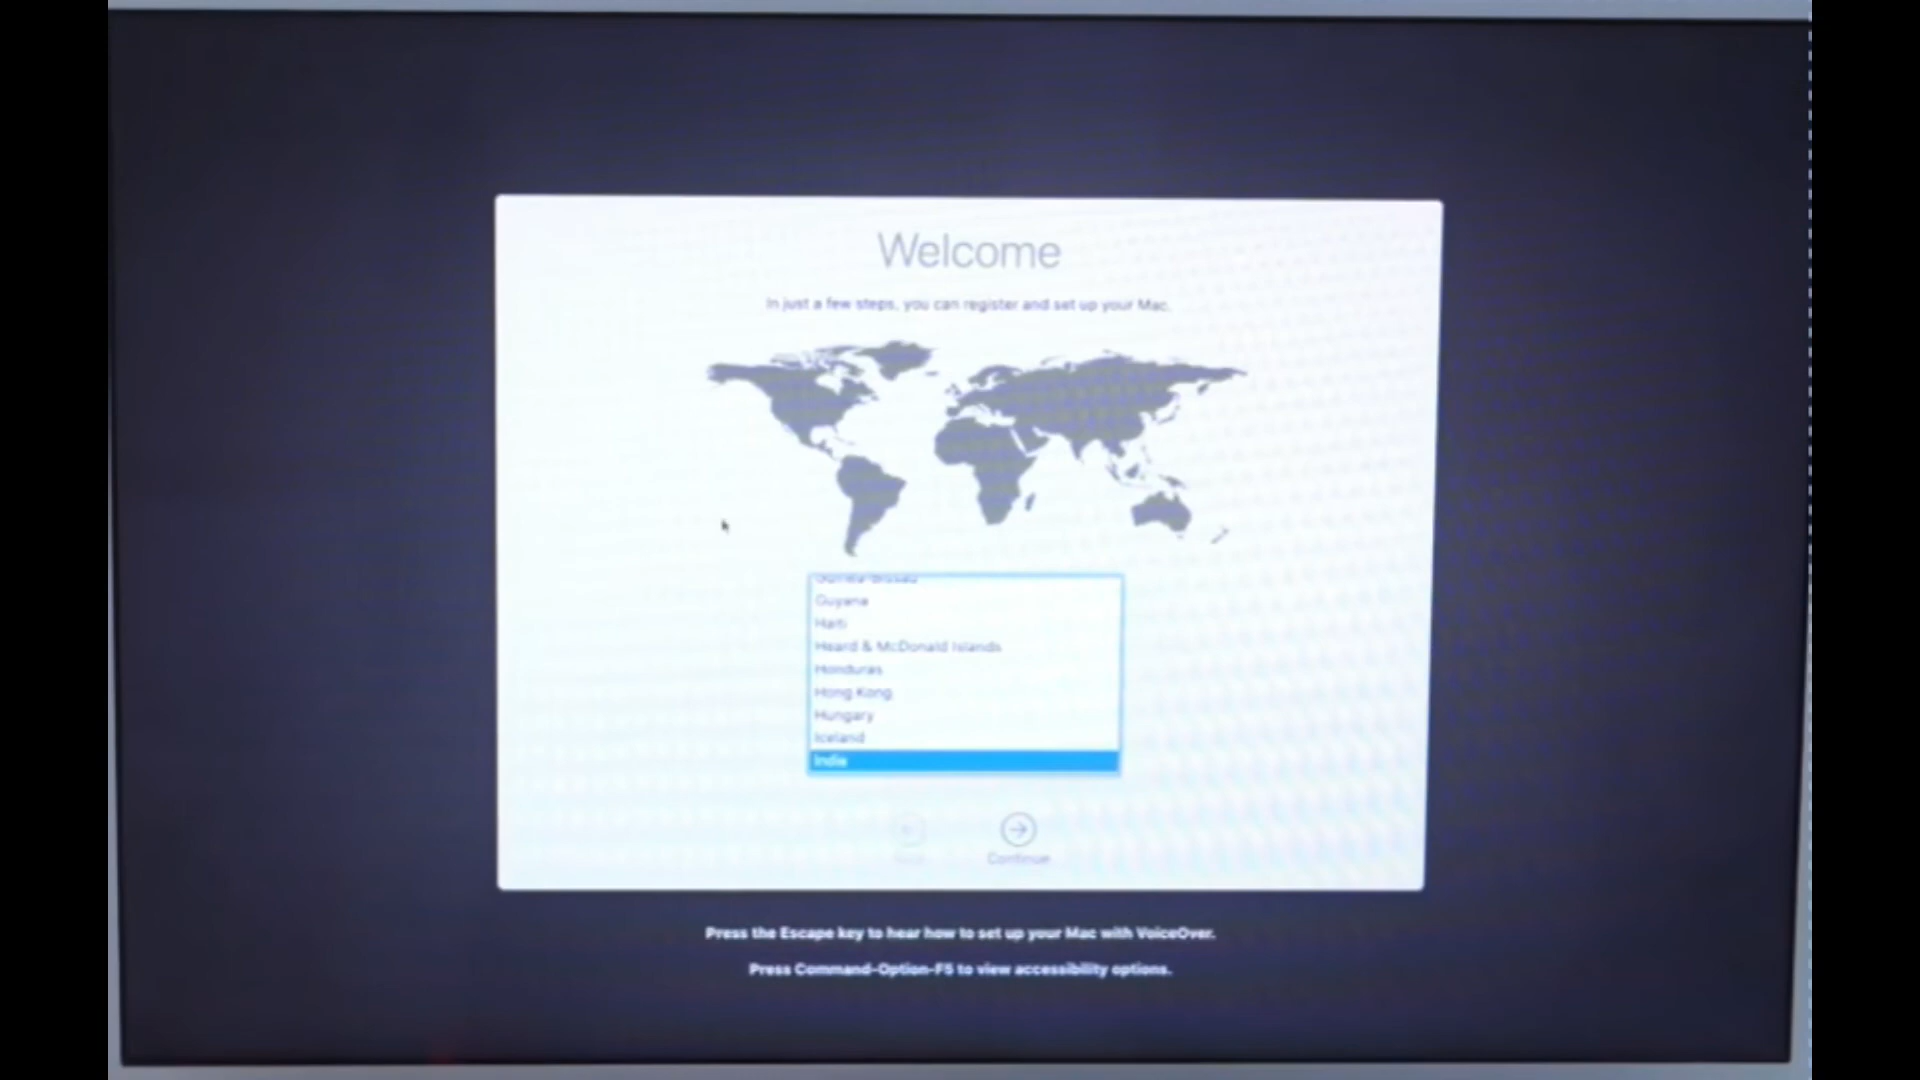 Welcome
In just a few steps, you can register and set up your Mac.
Guinea-Bissau
Guyana
Haiti
Heard & McDonald Islands
Honduras
Hong Kong
Hungary
Iceland
India
Continue
Press the Escape key to hear how to set up your Mac with VoiceOver.
Press Command-Option-F5 to view accessibility options.